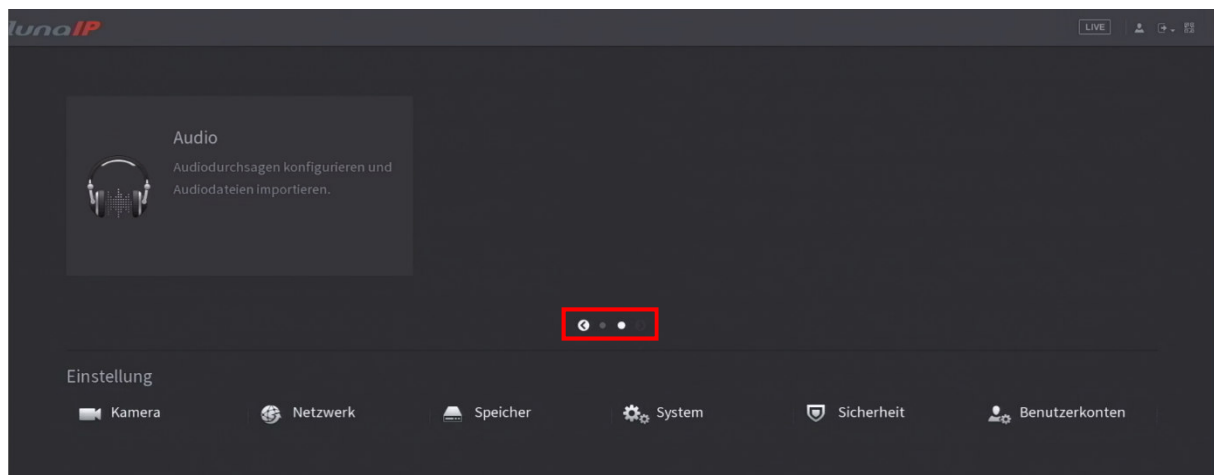 lunaIP
LIVE
Audio
Audiodurchsagen konfigurieren und
Audiodateien importieren.
Einstellung
Kamera
Netzwerk
Speicher
System
Sicherheit
Benutzerkonten